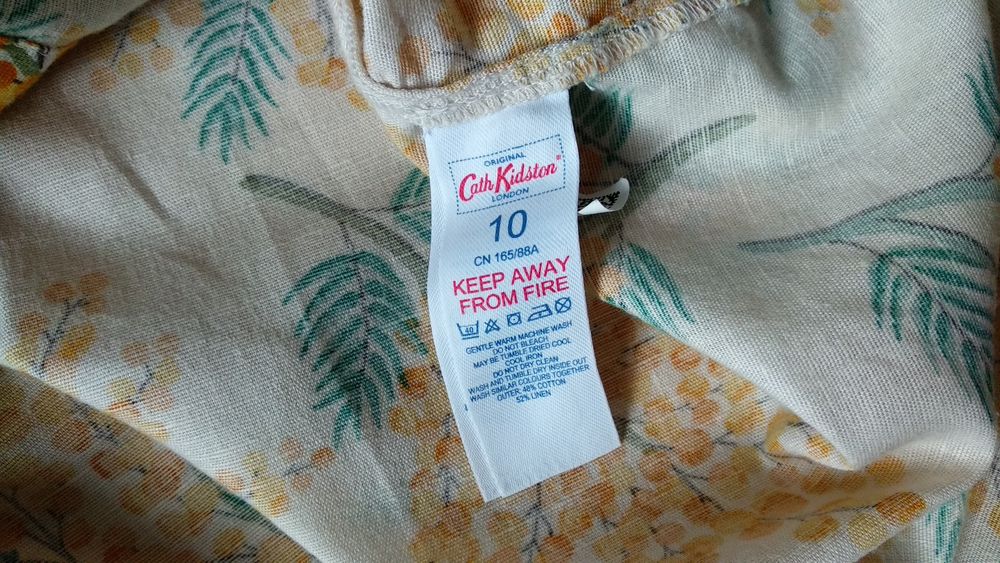 ORIGINAL
Cath Kidston®
LONDON
10
CN 165/88A
KEEP AWAY
FROM FIRE
40
GENTLE WARM MACHINE WASH
DO NOT BLEACH
MAY BE TUMBLE DRIED COOL
COOL IRON
DO NOT DRY CLEAN
WASH AND TUMBLE DRY INSIDE OUT
WASH SIMILAR COLOURS TOGETHER
OUTER: 48% COTTON
52% LINEN